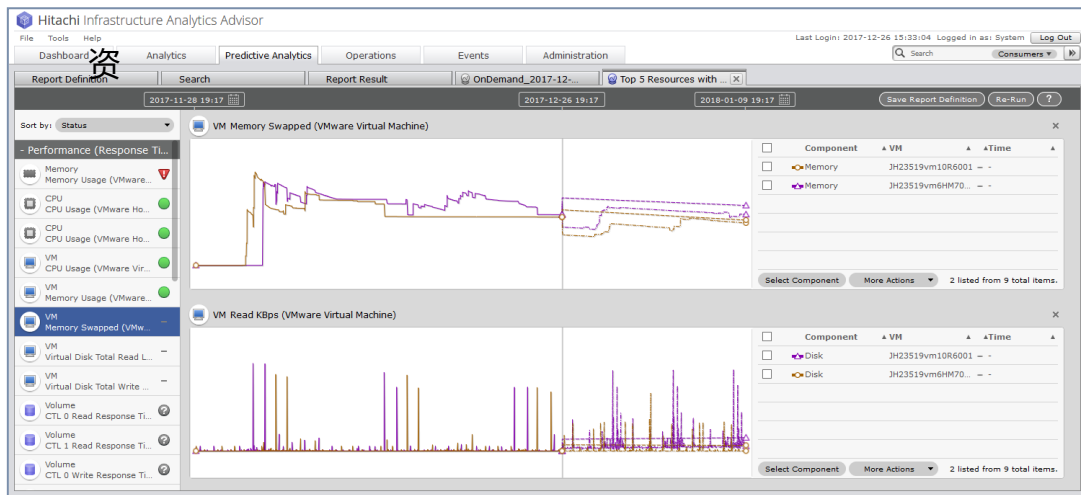 Hitachi Infrastructure Analytics Advisor
File Tools Help
Last Login: 2017-12-26 15:33:04 Logged in as: System Log Out
Dashboard Analytics Predictive Analytics Operations Events Administration Search Consumers
资
Report Definition Search Report Result OnDemand_2017-12-... Top 5 Resources with ...
2017-11-28 19:17 2017-12-26 19:17 2018-01-09 19:17 Save Report Definition Re-Run ?
Sort by: Status
- Performance (Response Ti...
Memory
Memory Usage (VMware...
CPU
CPU Usage (VMware Ho...
CPU
CPU Usage (VMware Ho...
VM
CPU Usage (VMware Vir...
VM
Memory Usage (VMware...
VM
Memory Swapped (VMw...
VM
Virtual Disk Total Read L...
VM
Virtual Disk Total Write ...
Volume
CTL 0 Read Response Ti...
Volume
CTL 1 Read Response Ti...
Volume
CTL 0 Write Response Ti...
VM Memory Swapped (VMware Virtual Machine)
Component VM Time
Memory JH23519vm10R6001 - -
Memory JH23519vm6HM70... - -
Select Component More Actions 2 listed from 9 total items.
VM Read KBps (VMware Virtual Machine)
Component VM Time
Disk JH23519vm10R6001 - -
Disk JH23519vm6HM70... - -
Select Component More Actions 2 listed from 9 total items.